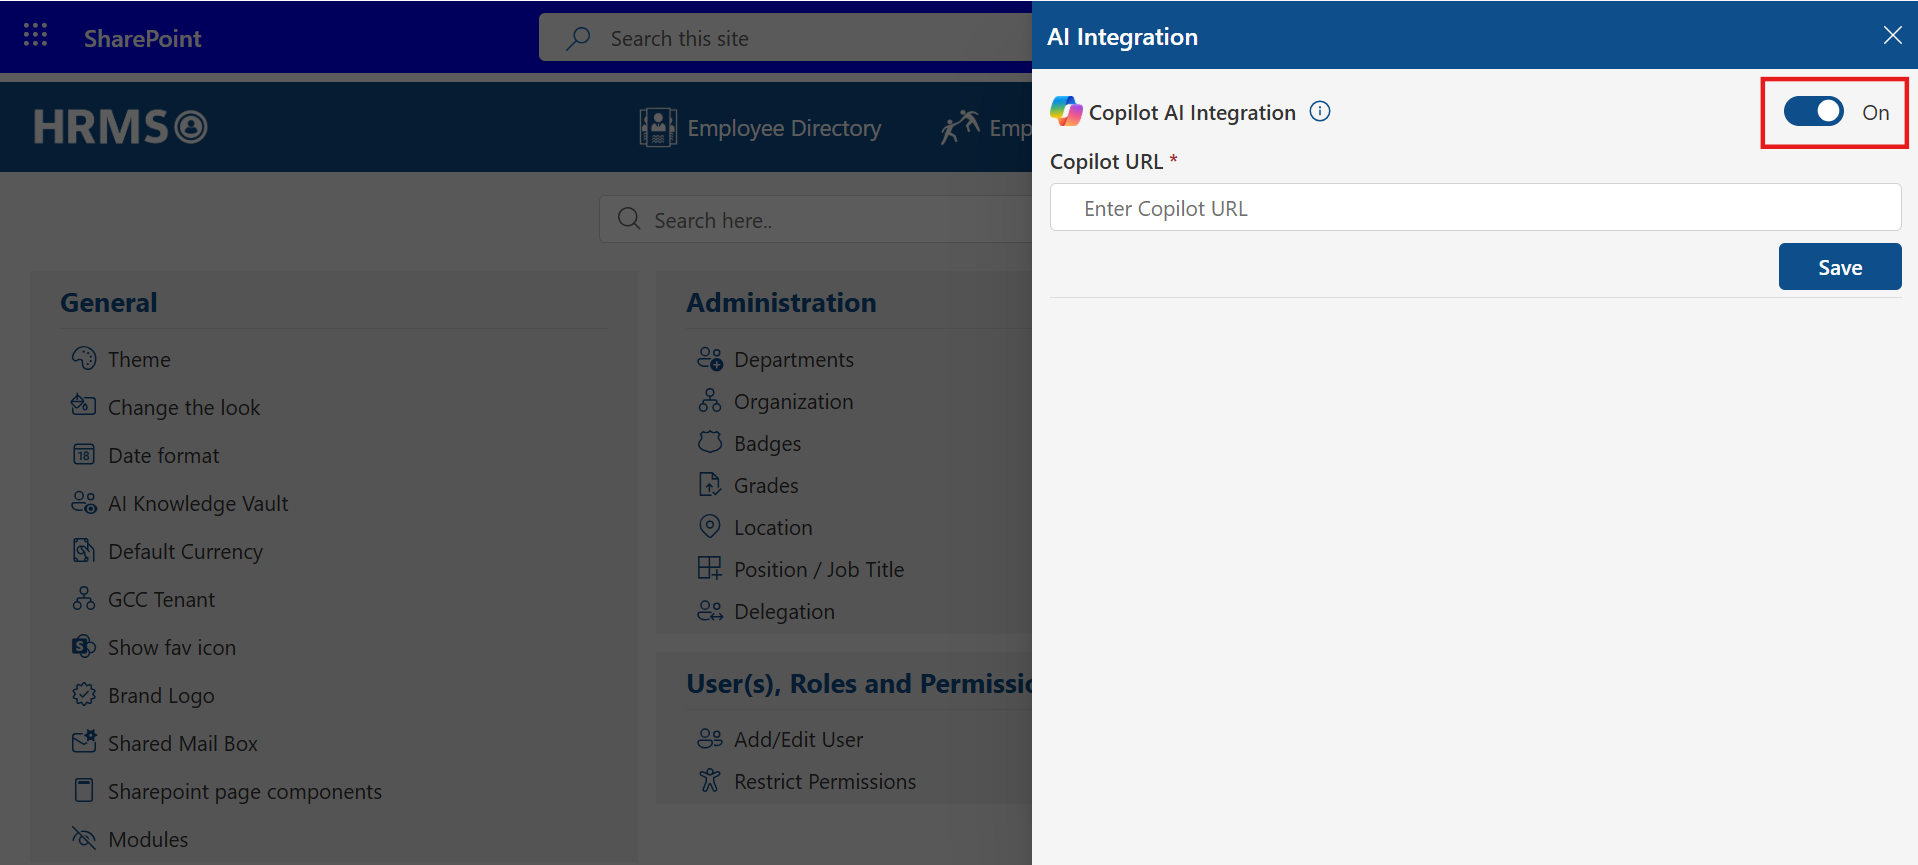 SharePoint
Search this site
HRMS
Employee Directory
Emp
Search here..
General
Theme
Change the look
18
Date format
AI Knowledge Vault
Default Currency
GCC Tenant
S
Show fav icon
Brand Logo
Shared Mail Box
Sharepoint page components
Modules
Administration
Departments
Organization
Badges
Grades
Location
Position / Job Title
Delegation
User(s), Roles and Permissio
Add/Edit User
Restrict Permissions
AI Integration
Copilot AI Integration
On
Copilot URL *
Enter Copilot URL
Save